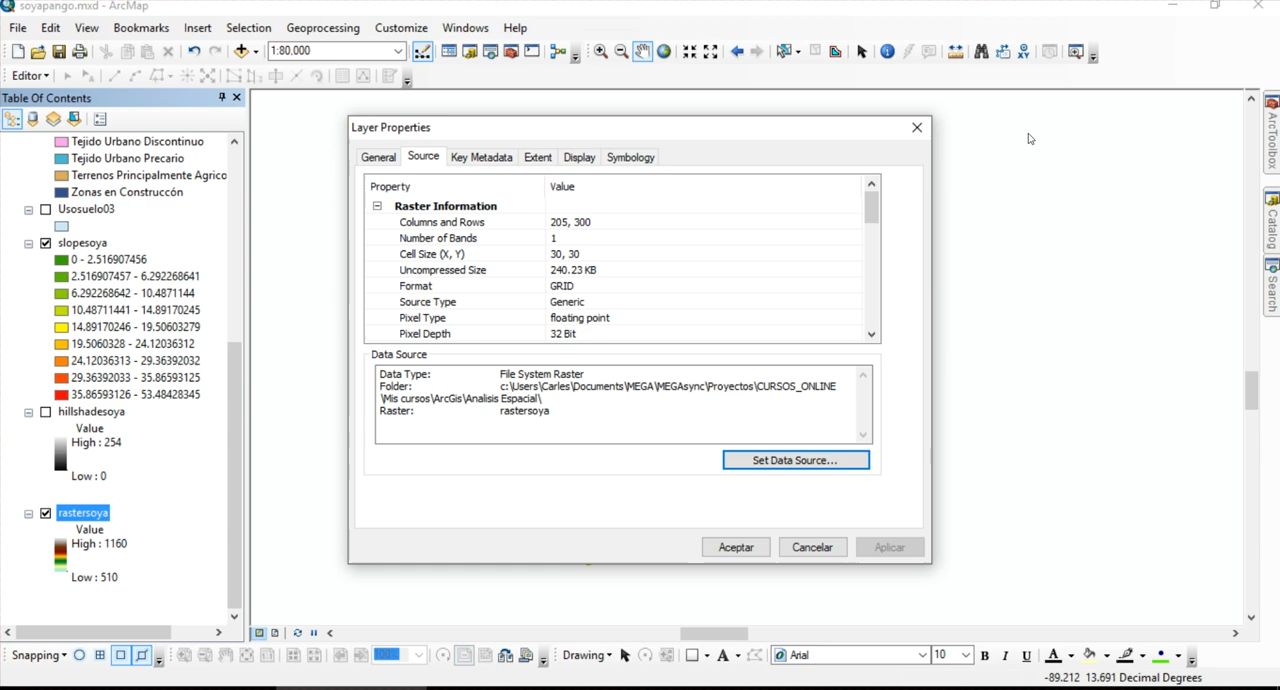 soyapango.mxd - ArcMap
File Edit View Bookmarks Insert Selection Geoprocessing Customize Windows Help
1:80,000
Editor
Table Of Contents
Tejido Urbano Discontinuo
Tejido Urbano Precario
Terrenos Principalmente Agrico
Zonas en Construccón
Usosuelo03
slopesoya
0 - 2.516907456
2.516907457 - 6.292268641
6.292268642 - 10.4871144
10.48711441 - 14.89170245
14.89170246 - 19.50603279
19.5060328 - 24.12036312
24.12036313 - 29.36392032
29.36392033 - 35.86593125
35.86593126 - 53.48428345
hillshadesoya
Value
High : 254
Low : 0
rastersoya
Value
High : 1160
Low : 510
Layer Properties
General Source Key Metadata Extent Display Symbology
Property Value
Raster Information
Columns and Rows 205, 300
Number of Bands 1
Cell Size (X, Y) 30, 30
Uncompressed Size 240.23 KB
Format GRID
Source Type Generic
Pixel Type floating point
Pixel Depth 32 Bit
Data Source
Data Type: File System Raster
Folder: c:\Users\Carles\Documents\MEGA\MEGAsync\Proyectos\CURSOS_ONLINE
\Mis cursos\ArcGis\Analisis Espacial\
Raster: rastersoya
Set Data Source...
Aceptar Cancelar Aplicar
ArcToolbox
Catalog
Search
Snapping 100% Drawing A Arial 10 B I U A
-89.212 13.691 Decimal Degrees